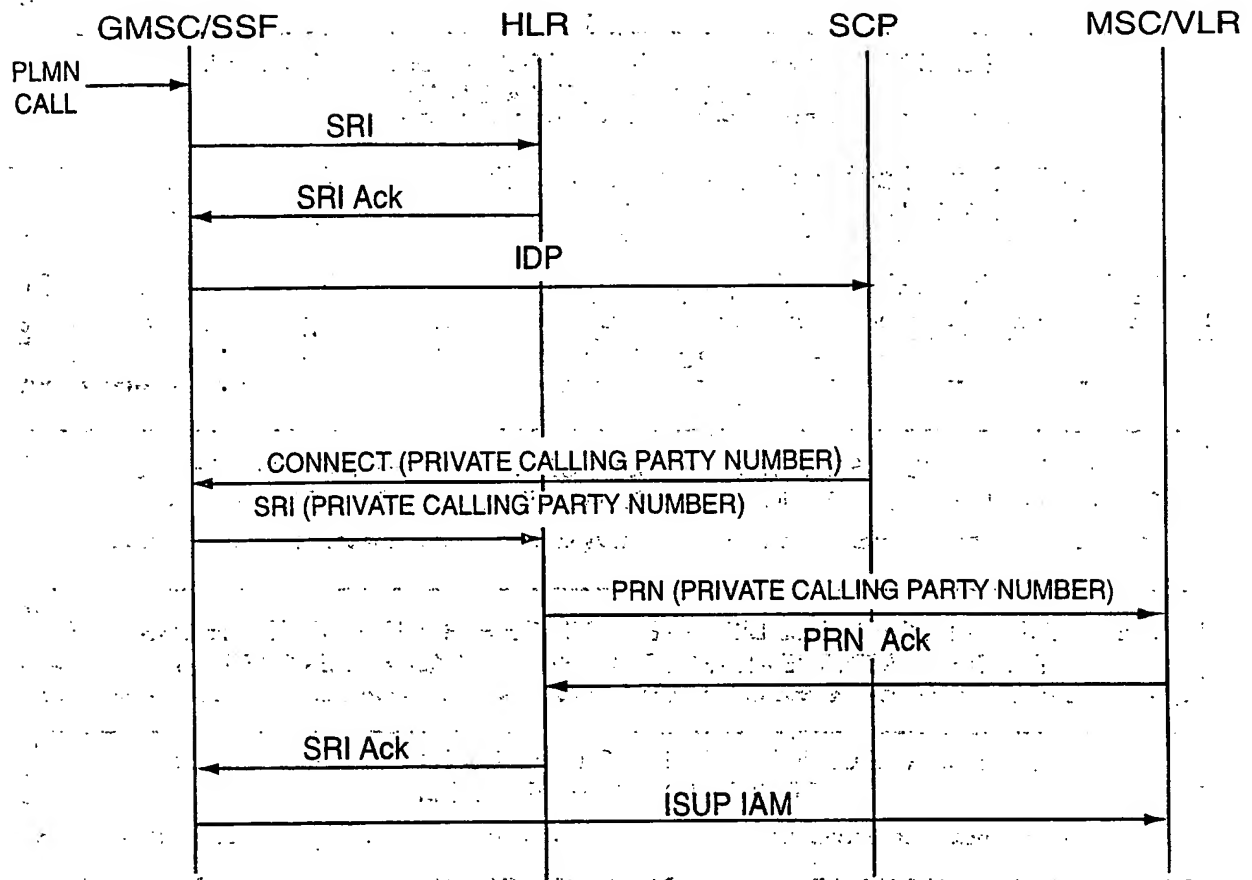 GMSC/SSF HLR SCP MSC/VLR
PLMN
CALL
SRI
SRI Ack
IDP
CONNECT (PRIVATE CALLING PARTY NUMBER)
SRI (PRIVATE CALLING PARTY NUMBER)
PRN (PRIVATE CALLING PARTY NUMBER)
PRN Ack
SRI Ack
ISUP IAM